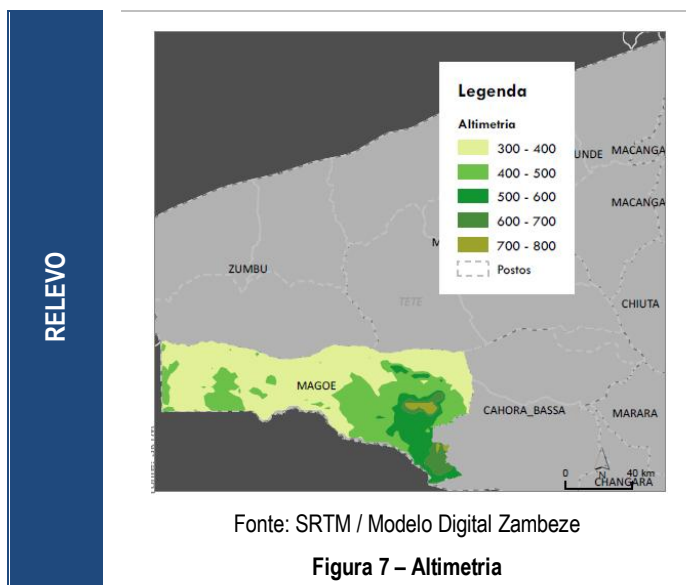 RELEVO
Legenda
Altimetria
300 - 400
400 - 500
500 - 600
600 - 700
700 - 800
Postos
UNDE
MACANGA
MACANGA
M
ZUMBU
TETE
CHIUTA
MAGOE
CAHORA_BASSA
MARARA
0
N
40 km
CHANGARA
Fonte: SRTM / Modelo Digital Zambeze
Figura 7 – Altimetria